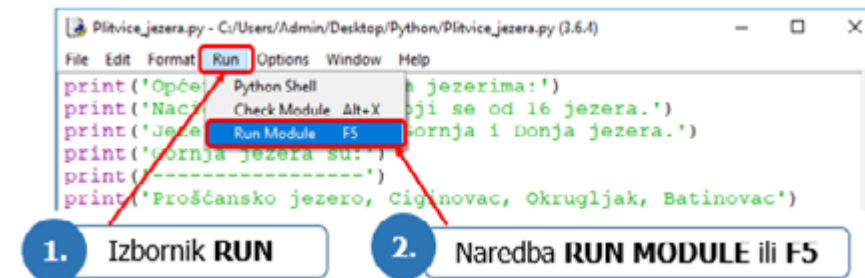 Plitvice_jezera.py - C:/Users/Admin/Desktop/Python/Plitvice_jezera.py (3.6.4)
File Edit Format Run Options Window Help
print('Opće jezerima:')
Python Shell
print('Naci ji se od 16 jezera.')
Check Module Alt+X
print('Jeze Gornja i Donja jezera.')
Run Module F5
print('Gornja jezera su:')
print('-----------------')
print('Prošćansko jezero, Ciginovac, Okrugljak, Batinovac')
1. Izbornik RUN
2. Naredba RUN MODULE ili F5